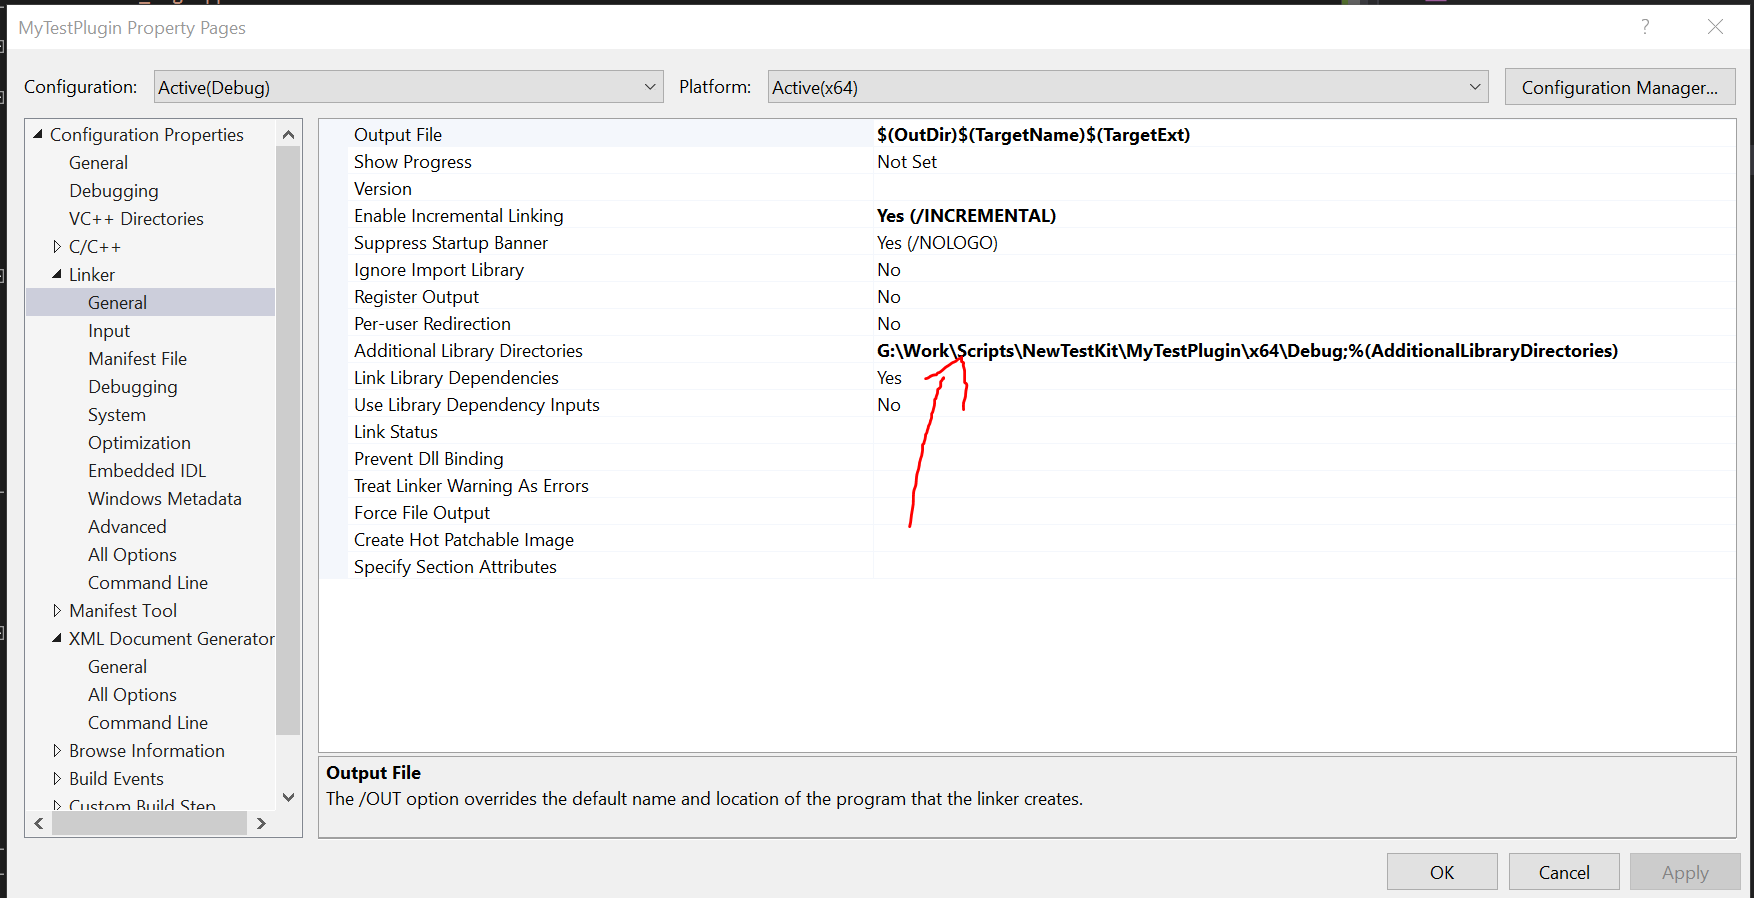 MyTestPlugin Property Pages
?
Configuration: Active(Debug) Platform: Active(x64) Configuration Manager...
Configuration Properties
General
Debugging
VC++ Directories
C/C++
Linker
General
Input
Manifest File
Debugging
System
Optimization
Embedded IDL
Windows Metadata
Advanced
All Options
Command Line
Manifest Tool
XML Document Generator
General
All Options
Command Line
Browse Information
Build Events
Custom Build Step
Output File $(OutDir)$(TargetName)$(TargetExt)
Show Progress Not Set
Version
Enable Incremental Linking Yes (/INCREMENTAL)
Suppress Startup Banner Yes (/NOLOGO)
Ignore Import Library No
Register Output No
Per-user Redirection No
Additional Library Directories G:\Work\Scripts\NewTestKit\MyTestPlugin\x64\Debug;%(AdditionalLibraryDirectories)
Link Library Dependencies Yes
Use Library Dependency Inputs No
Link Status
Prevent Dll Binding
Treat Linker Warning As Errors
Force File Output
Create Hot Patchable Image
Specify Section Attributes
Output File
The /OUT option overrides the default name and location of the program that the linker creates.
OK Cancel Apply